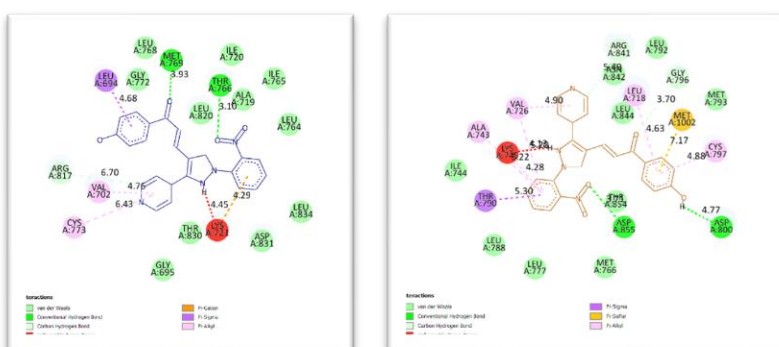 LEU
A:768
MET
A:769
ILE
A:720
LEU
A:694
GLY
A:772
3.93
THR
A:766
ILE
A:765
ALA
A:719
4.68
LEU
A:820
3.10
LEU
A:764
ARG
A:817
6.70
VAL
A:702
4.76
6.43
N
N
N
H
O
4.29
4.45
CYS
A:773
LEU
A:834
THR
A:830
ASP
A:831
GLY
A:695
Interactions
van der Waals
Conventional Hydrogen Bond
Carbon Hydrogen Bond
Pi-Cation
Pi-Sigma
Pi-Alkyl
ARG
A:841
LEU
A:792
ASN
A:842
GLY
A:796
VAL
A:726
4.90
LEU
A:718
3.70
MET
A:793
LEU
A:844
MET
A:1002
ALA
A:743
4.63
7.17
CYS
A:797
4.88
ILE
A:744
4.28
THR
A:790
5.30
A:854
ASP
A:855
4.77
H
ASP
A:800
LEU
A:788
LEU
A:777
MET
A:766
Interactions
van der Waals
Conventional Hydrogen Bond
Carbon Hydrogen Bond
Pi-Sigma
Pi-Sulfur
Pi-Alkyl